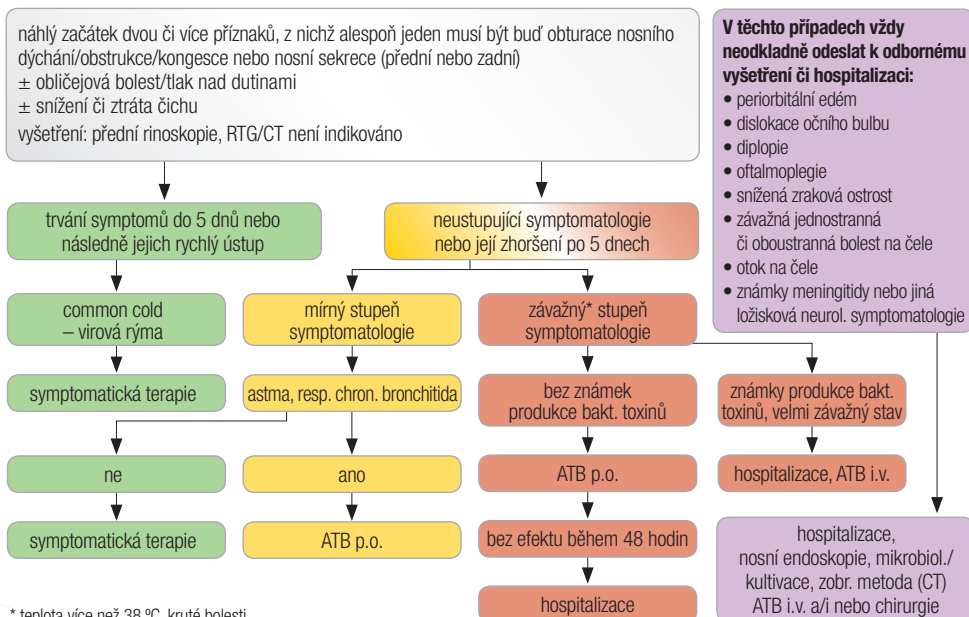 náhlý začátek dvou či více příznaků, z nichž alespoň jeden musí být buď obturace nosního
dýchání/obstrukce/kongesce nebo nosní sekrece (přední nebo zadní)
± obličejová bolest/tlak nad dutinami
± snížení či ztráta čichu
vyšetření: přední rinoskopie, RTG/CT není indikováno
V těchto případech vždy
neodkladně odeslat k odbornému
vyšetření či hospitalizaci:
• periorbitální edém
• dislokace očního bulbu
• diplopie
• oftalmoplegie
• snížená zraková ostrost
• závažná jednostranná
či oboustranná bolest na čele
• otok na čele
• známky meningitidy nebo jiná
ložisková neurol. symptomatologie
trvání symptomů do 5 dnů nebo
následně jejich rychlý ústup
neustupující symptomatologie
nebo její zhoršení po 5 dnech
common cold
– virová rýma
mírný stupeň
symptomatologie
závažný* stupeň
symptomatologie
symptomatická terapie
astma, resp. chron. bronchitida
bez známek
produkce bakt. toxinů
známky produkce bakt.
toxinů, velmi závažný stav
ne
ano
ATB p.o.
hospitalizace, ATB i.v.
symptomatická terapie
ATB p.o.
bez efektu během 48 hodin
hospitalizace,
nosní endoskopie, mikrobiol./
kultivace, zobr. metoda (CT)
ATB i.v. a/i nebo chirurgie
hospitalizace
* teplota více než 38 ºC, kruté bolesti